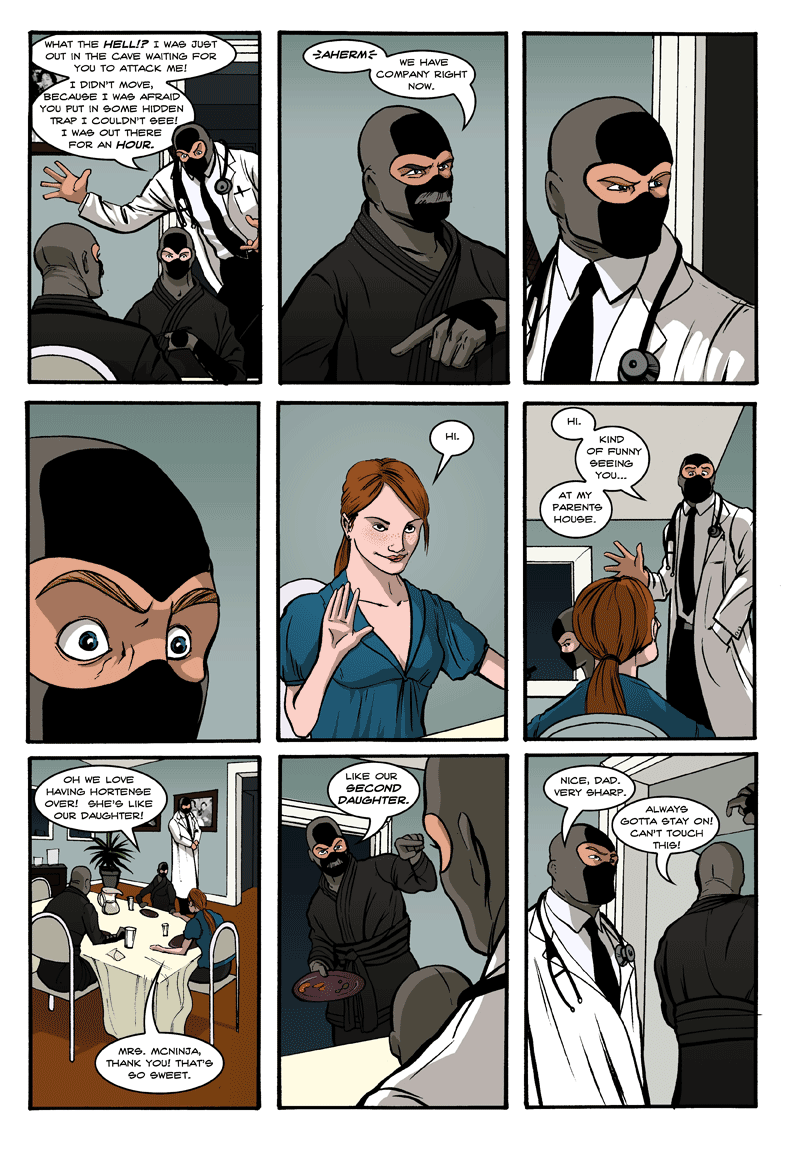 WHAT THE HELL!? I WAS JUST
OUT IN THE CAVE WAITING FOR
YOU TO ATTACK ME!
I DIDN'T MOVE,
BECAUSE I WAS AFRAID
YOU PUT IN SOME HIDDEN
TRAP I COULDN'T SEE!
I WAS OUT THERE
FOR AN HOUR.
AHERM
WE HAVE
COMPANY RIGHT
NOW.
HI.
HI.
KIND
OF FUNNY
SEEING
YOU...
AT MY
PARENTS
HOUSE.
OH WE LOVE
HAVING HORTENSE
OVER! SHE'S LIKE
OUR DAUGHTER!
MRS. MCNINJA,
THANK YOU! THAT'S
SO SWEET.
LIKE OUR
SECOND
DAUGHTER.
NICE, DAD.
VERY SHARP.
ALWAYS
GOTTA STAY ON!
CAN'T TOUCH
THIS!